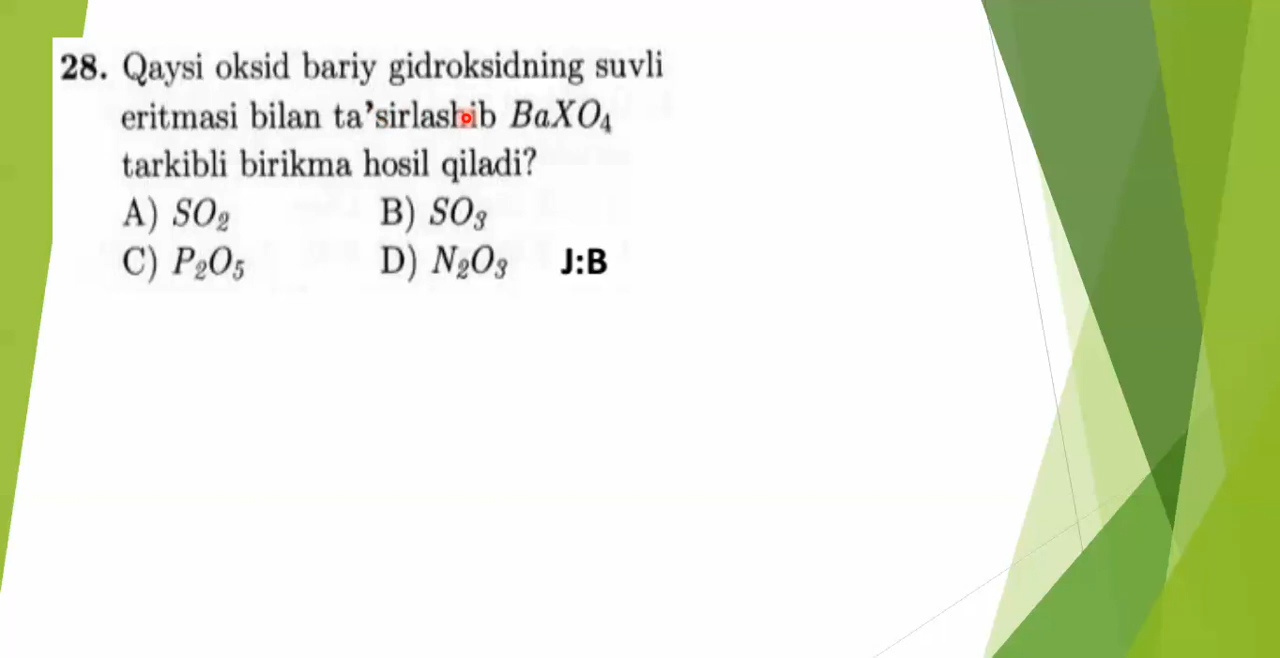 28. Qaysi oksid bariy gidroksidning suvli
eritmasi bilan ta’sirlashib BaXO₄
tarkibli birikma hosil qiladi?
A) SO₂ B) SO₃
C) P₂O₅ D) N₂O₃ J:B